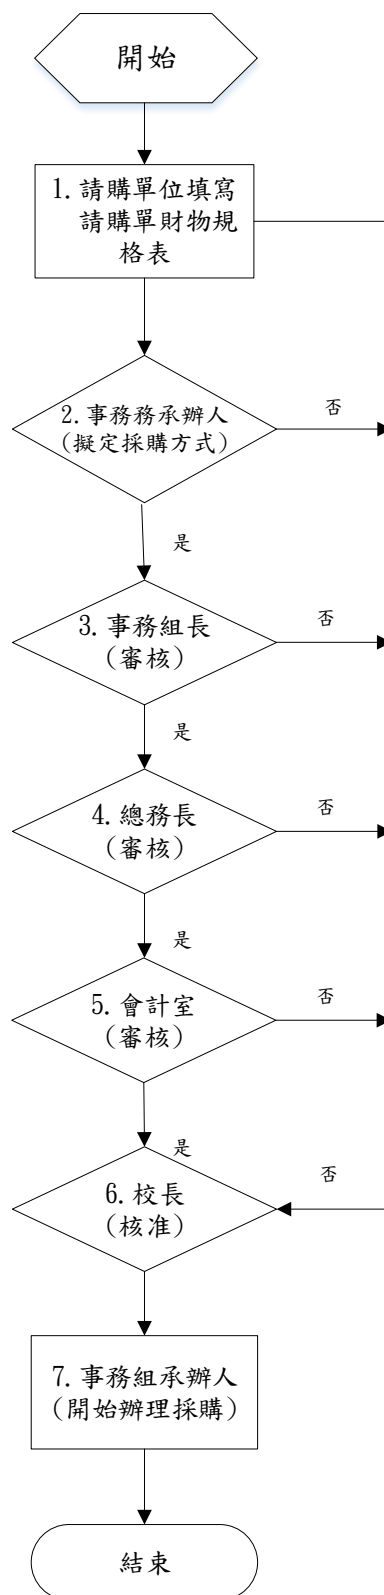 開始
1.請購單位填寫
請購單財物規
格表
2.事務務承辦人
(擬定採購方式)
否
是
3.事務組長
(審核)
否
是
4.總務長
(審核)
否
是
5.會計室
(審核)
否
是
6.校長
(核准)
否
7.事務組承辦人
(開始辦理採購)
結束